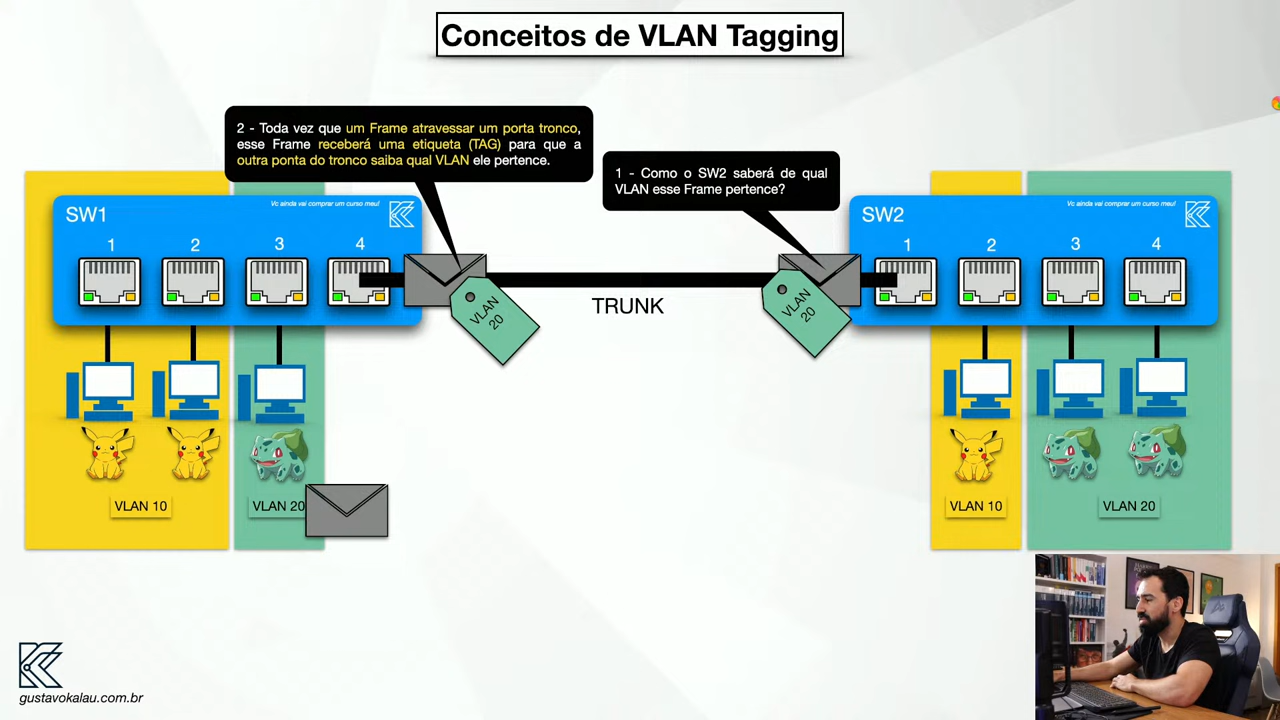 Conceitos de VLAN Tagging
2 - Toda vez que um Frame atravessar um porta tronco,
esse Frame receberá uma etiqueta (TAG) para que a
outra ponta do tronco saiba qual VLAN ele pertence.
1 - Como o SW2 saberá de qual
VLAN esse Frame pertence?
SW1
Vc ainda vai comprar um curso meu!
1 2 3 4
SW2
Vc ainda vai comprar um curso meu!
1 2 3 4
TRUNK
VLAN
20
VLAN
20
VLAN 10
VLAN 20
VLAN 10
VLAN 20
gustavokalau.com.br